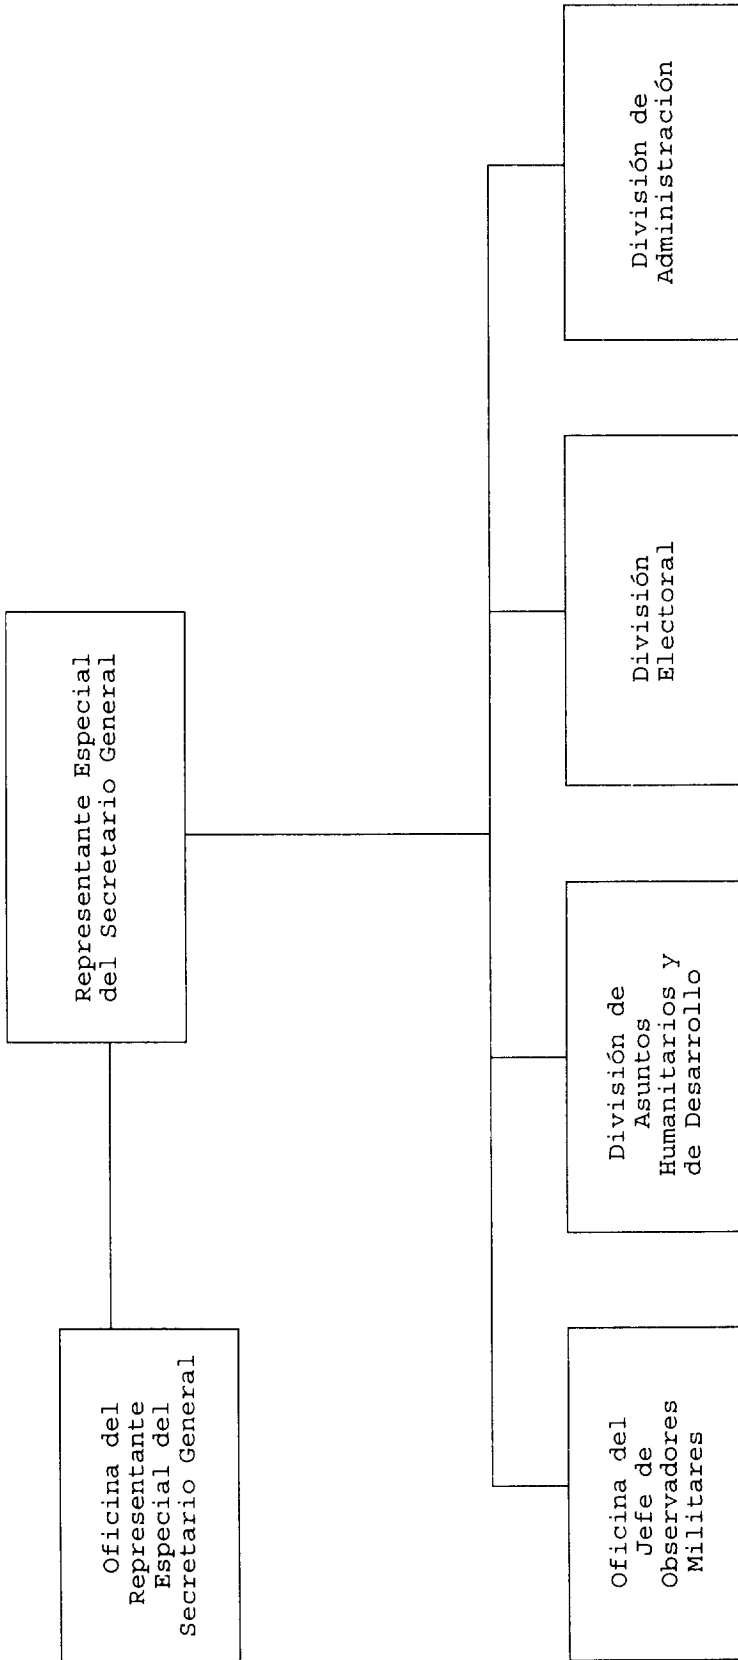 Representante Especial
del Secretario General
Oficina del
Representante
Especial del
Secretario General
Oficina del
Jefe de
Observadores
Militares
División de
Asuntos
Humanitarios y
de Desarrollo
División
Electoral
División de
Administración